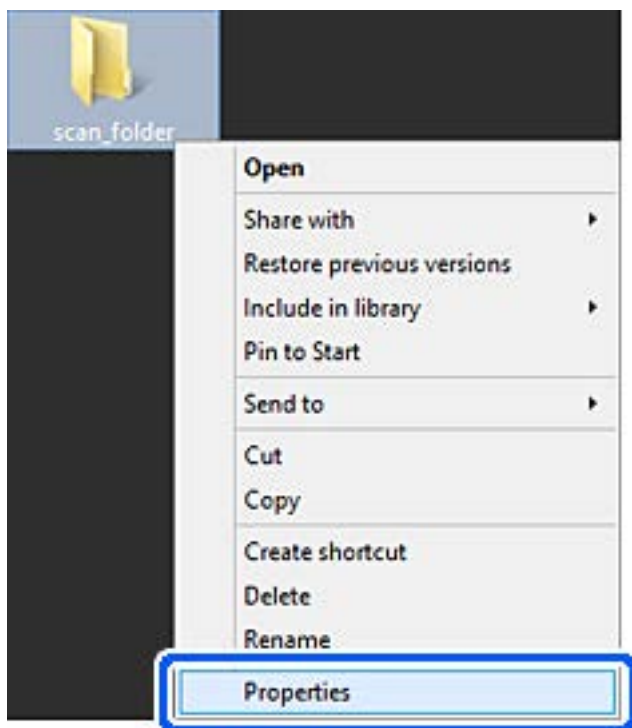 scan_folder
Open
Share with
Restore previous versions
Include in library
Pin to Start
Send to
Cut
Copy
Create shortcut
Delete
Rename
Properties